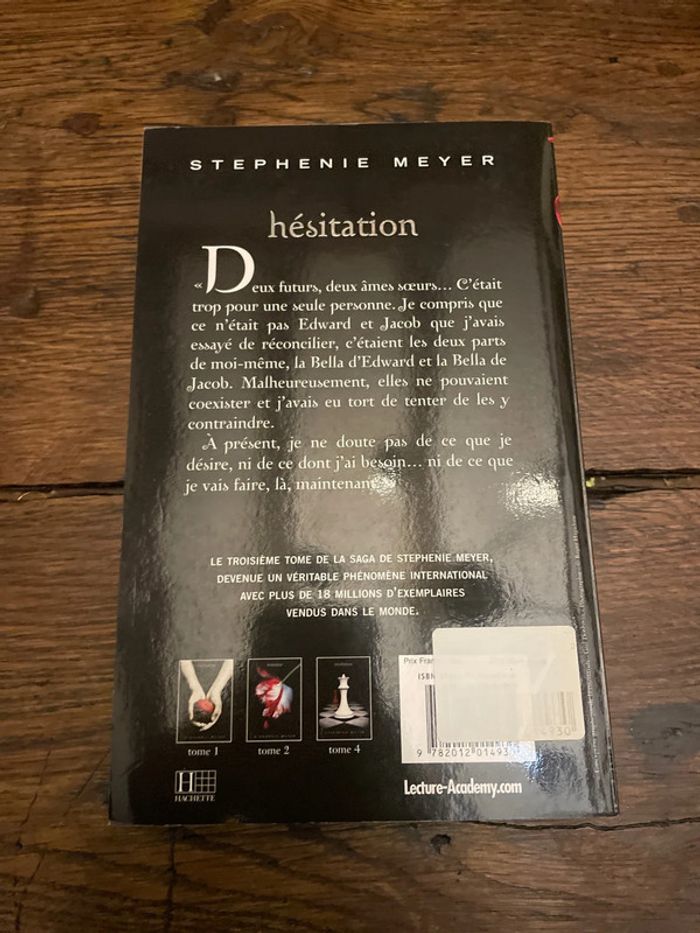 STEPHENIE MEYER
hésitation
« Deux futurs, deux âmes sœurs... C'était
trop pour une seule personne. Je compris que
ce n'était pas Edward et Jacob que j'avais
essayé de réconcilier, c'étaient les deux parts
de moi-même, la Bella d'Edward et la Bella de
Jacob. Malheureusement, elles ne pouvaient
coexister et j'avais eu tort de tenter de les y
contraindre.
À présent, je ne doute pas de ce que je
désire, ni de ce dont j'ai besoin... ni de ce que
je vais faire, là, maintenant.
LE TROISIÈME TOME DE LA SAGA DE STEPHENIE MEYER,
DEVENUE UN VÉRITABLE PHÉNOMÈNE INTERNATIONAL
AVEC PLUS DE 18 MILLIONS D'EXEMPLAIRES
VENDUS DANS LE MONDE.
tome 1
tome 2
tome 4
H
HACHETTE
Prix
ISBN
9 782012 01493
Lecture-Academy.com